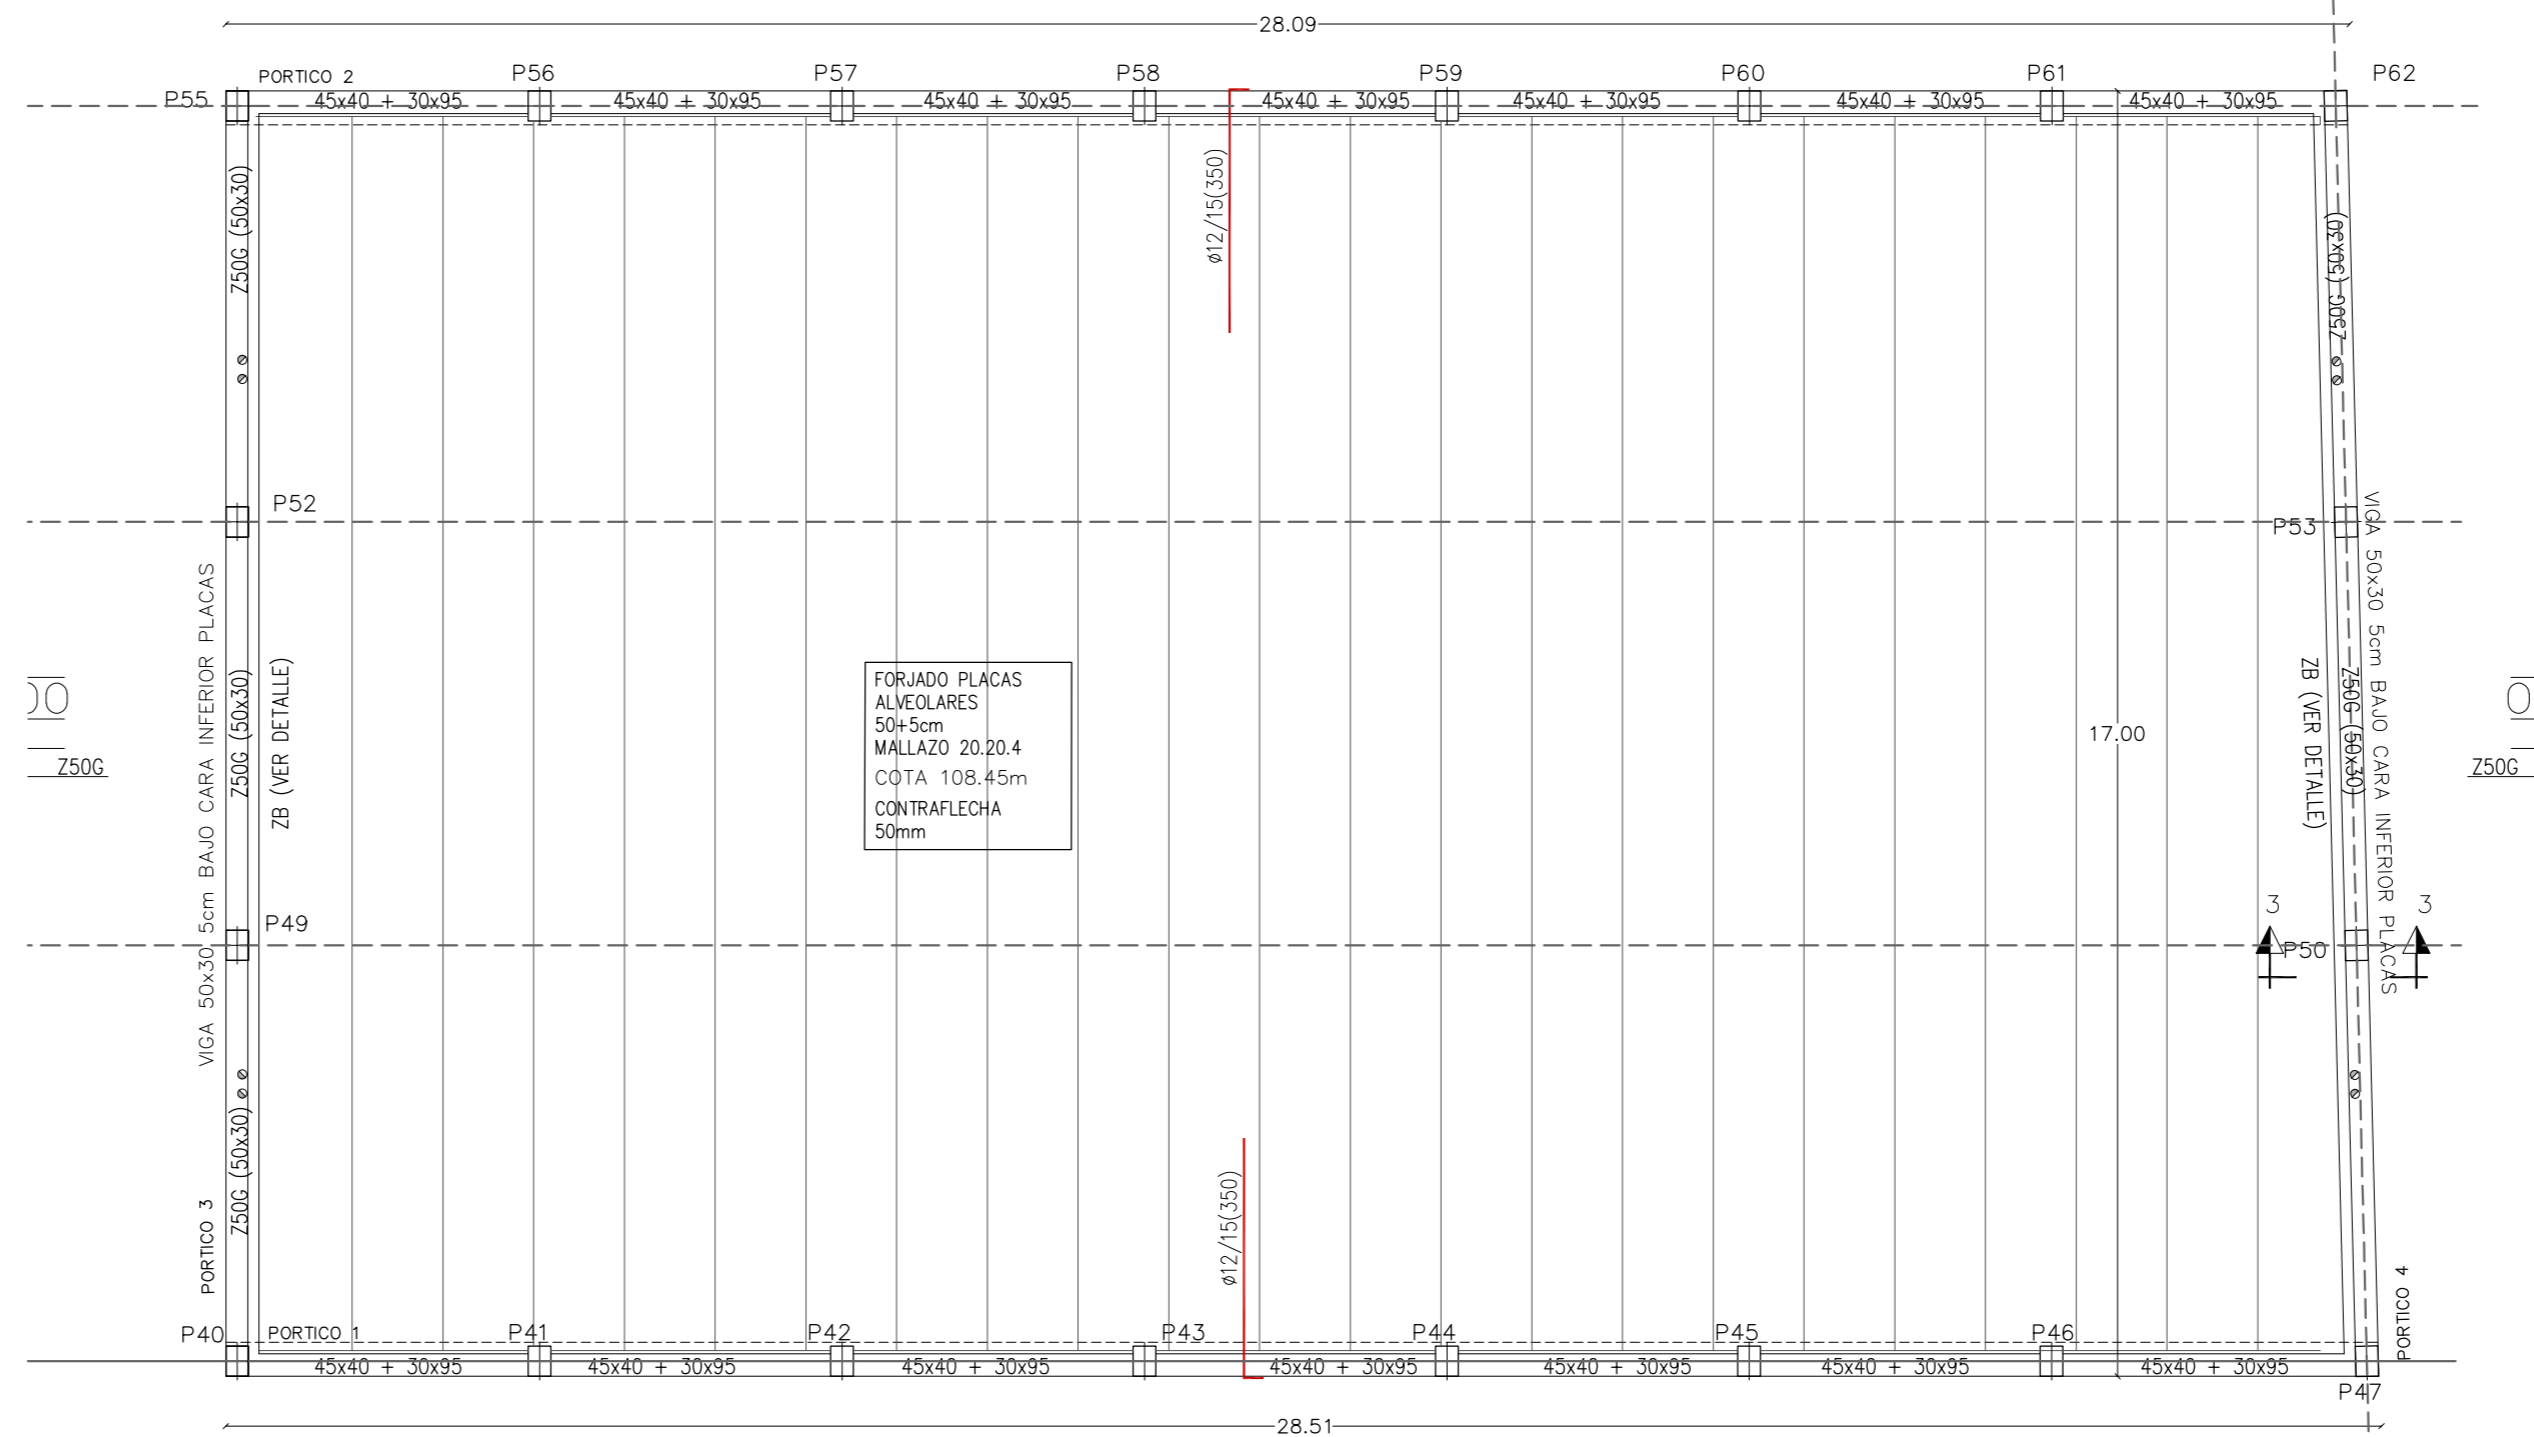 28.09
PORTICO 2
P56
P57
P58
P59
P60
P61
P62
P55
45x40 + 30x95
45x40 + 30x95
45x40 + 30x95
45x40 + 30x95
45x40 + 30x95
45x40 + 30x95
45x40 + 30x95
Z50G (50x30)
ø12/15(350)
Z50G (50x30)
P52
P53
VIGA 50x30 5cm BAJO CARA INFERIOR PLACAS
Z50G (50x30)
ZB (VER DETALLE)
FORJADO PLACAS
ALVEOLARES
50+5cm
MALLAZO 20.20.4
COTA 108.45m
CONTRAFLECHA
50mm
17.00
ZB (VER DETALLE)
Z50G (50x30)
VIGA 50x30 5cm BAJO CARA INFERIOR PLACAS
Z50G
Z50G
P49
3
3
P50
Z50G (50x30)
PORTICO 3
ø12/15(350)
PORTICO 4
P40
PORTICO 1
P41
P42
P43
P44
P45
P46
45x40 + 30x95
45x40 + 30x95
45x40 + 30x95
45x40 + 30x95
45x40 + 30x95
45x40 + 30x95
45x40 + 30x95
P47
28.51